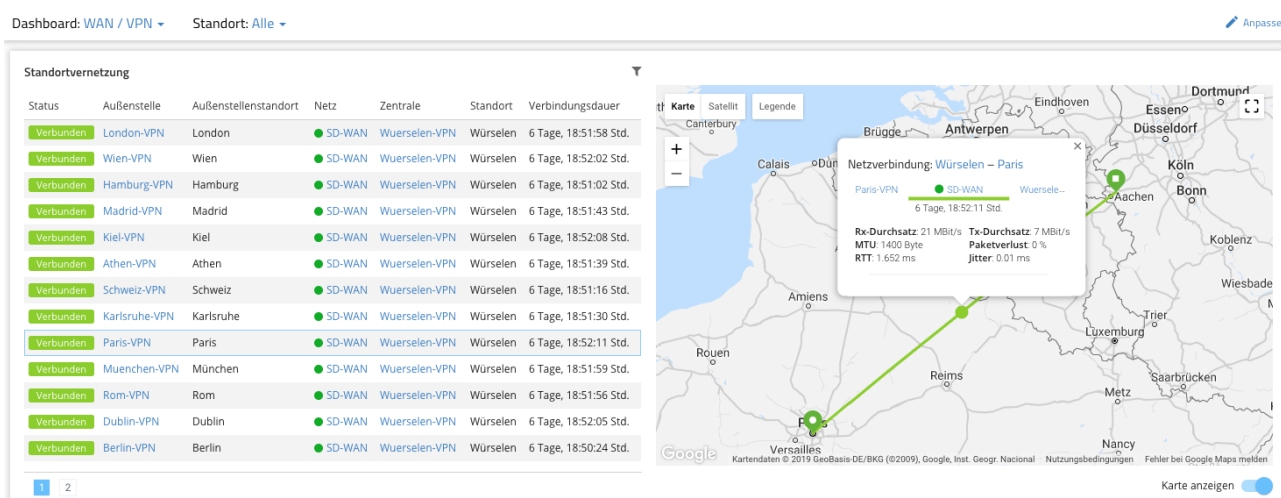 Dashboard: WAN / VPN Standort: Alle Anpasse
Standortvernetzung
Status Außenstelle Außenstellenstandort Netz Zentrale Standort Verbindungsdauer
Verbunden London-VPN London SD-WAN Wuerselen-VPN Würselen 6 Tage, 18:51:58 Std.
Verbunden Wien-VPN Wien SD-WAN Wuerselen-VPN Würselen 6 Tage, 18:52:02 Std.
Verbunden Hamburg-VPN Hamburg SD-WAN Wuerselen-VPN Würselen 6 Tage, 18:51:02 Std.
Verbunden Madrid-VPN Madrid SD-WAN Wuerselen-VPN Würselen 6 Tage, 18:51:43 Std.
Verbunden Kiel-VPN Kiel SD-WAN Wuerselen-VPN Würselen 6 Tage, 18:52:08 Std.
Verbunden Athen-VPN Athen SD-WAN Wuerselen-VPN Würselen 6 Tage, 18:51:39 Std.
Verbunden Schweiz-VPN Schweiz SD-WAN Wuerselen-VPN Würselen 6 Tage, 18:51:16 Std.
Verbunden Karlsruhe-VPN Karlsruhe SD-WAN Wuerselen-VPN Würselen 6 Tage, 18:51:30 Std.
Verbunden Paris-VPN Paris SD-WAN Wuerselen-VPN Würselen 6 Tage, 18:52:11 Std.
Verbunden Muenchen-VPN München SD-WAN Wuerselen-VPN Würselen 6 Tage, 18:51:59 Std.
Verbunden Rom-VPN Rom SD-WAN Wuerselen-VPN Würselen 6 Tage, 18:51:56 Std.
Verbunden Dublin-VPN Dublin SD-WAN Wuerselen-VPN Würselen 6 Tage, 18:52:05 Std.
Verbunden Berlin-VPN Berlin SD-WAN Wuerselen-VPN Würselen 6 Tage, 18:50:24 Std.
1 2
Karte Satellit Legende
Canterbury
Eindhoven
Dortmund
Essen
Brügge
Antwerpen
Düsseldorf
Calais
Köln
Bonn
Aachen
Koblenz
Netzverbindung: Würselen – Paris
Paris-VPN SD-WAN Wuersele--
6 Tage, 18:52:11 Std.
Rx-Durchsatz: 21 MBit/s Tx-Durchsatz: 7 MBit/s
MTU: 1400 Byte Paketverlust: 0 %
RTT: 1.652 ms Jitter: 0.01 ms
Wiesbade
Amiens
Trier
Luxemburg
Rouen
Reims
Saarbrücken
Metz
Nancy
Versailles
Google
Kartendaten © 2019 GeoBasis-DE/BKG (©2009), Google, Inst. Geogr. Nacional Nutzungsbedingungen Fehler bei Google Maps melden
Karte anzeigen